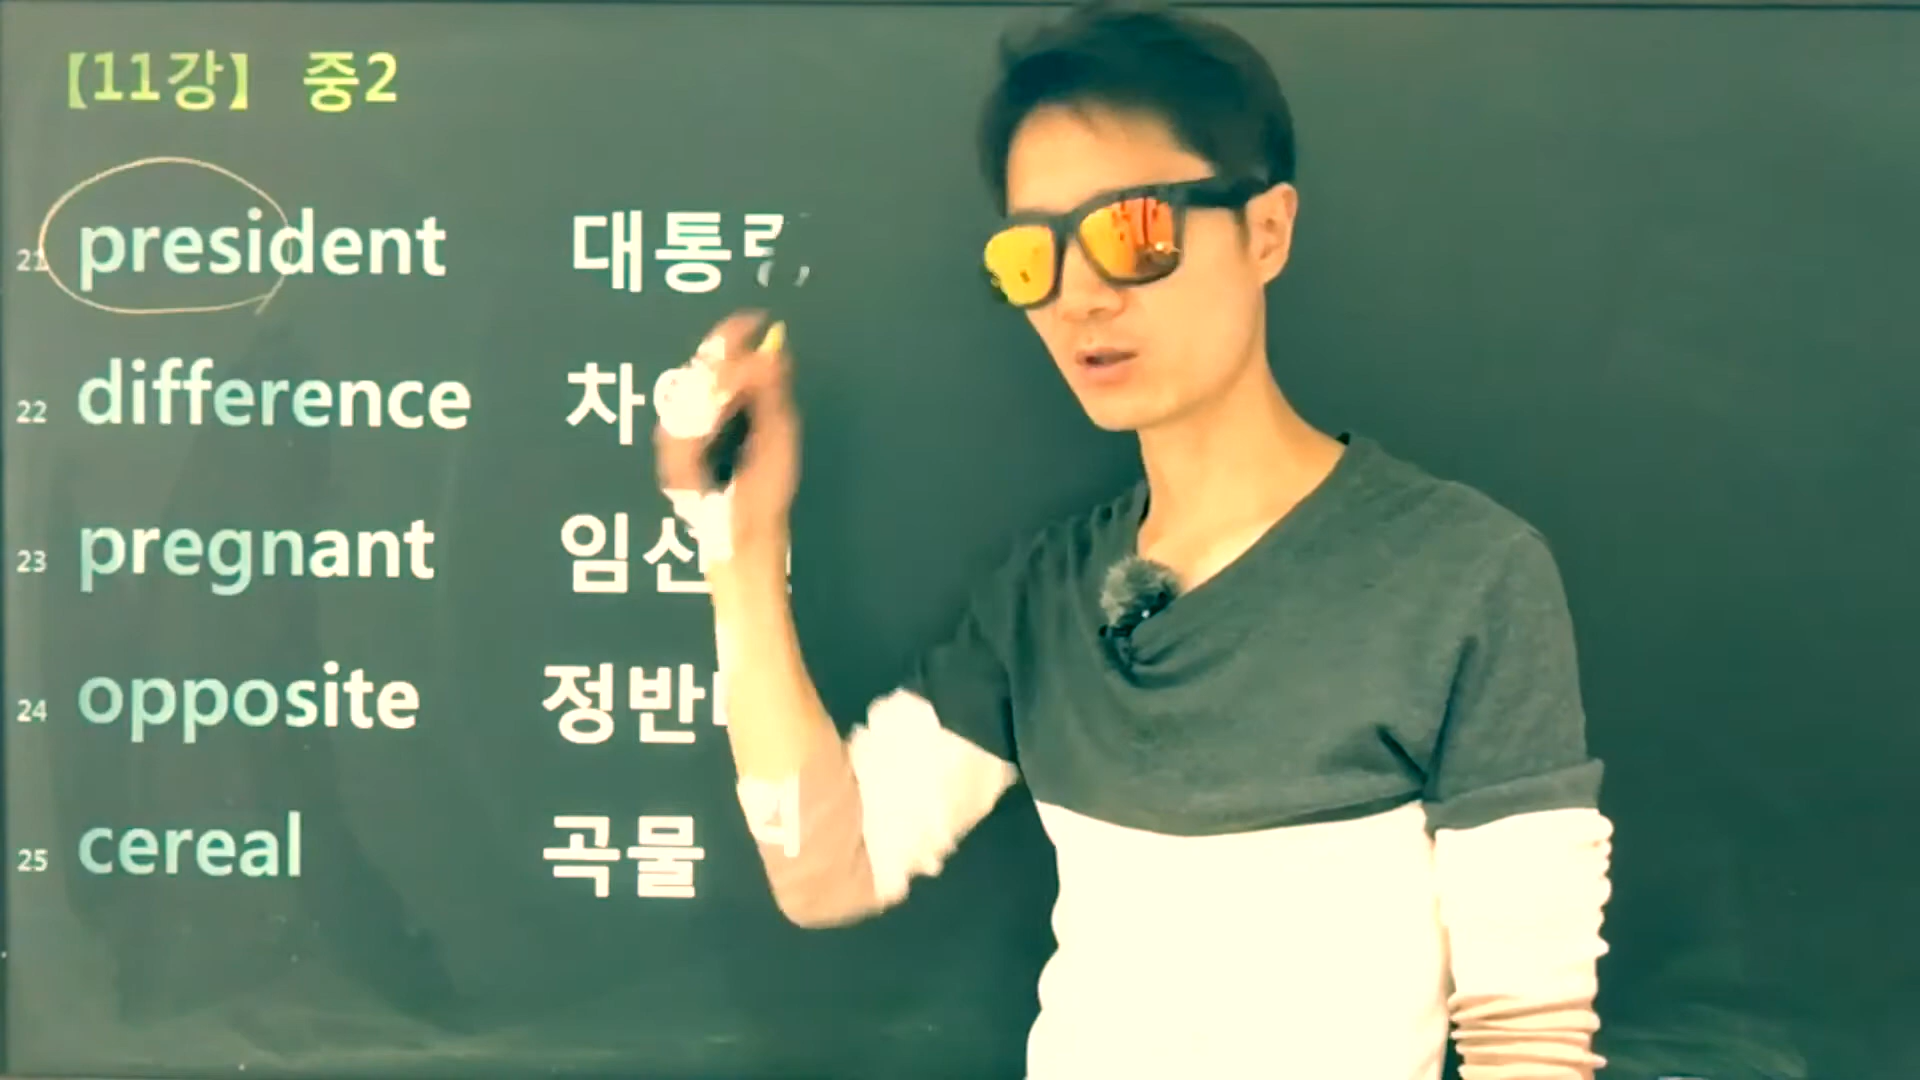 【11강】 중2
21 president 대통령
22 difference 차
23 pregnant 임신
24 opposite 정반
25 cereal 곡물